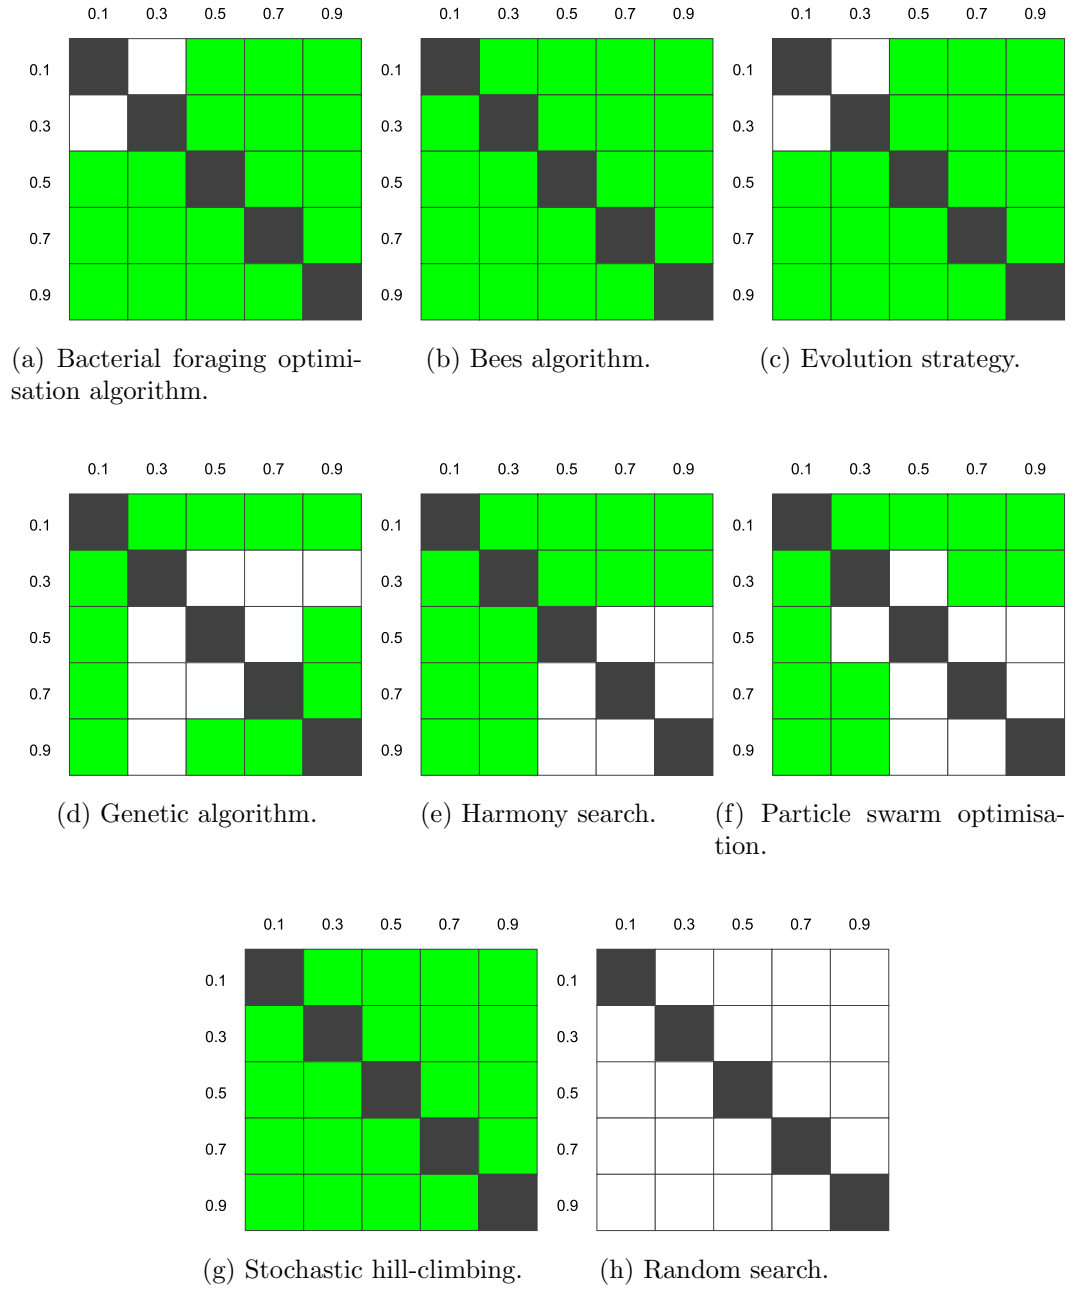 0.1 0.3 0.5 0.7 0.9 0.1 0.3 0.5 0.7 0.9 0.1 0.3 0.5 0.7 0.9
0.1 0.1 0.1
0.3 0.3 0.3
0.5 0.5 0.5
0.7 0.7 0.7
0.9 0.9 0.9
(a) Bacterial foraging optimi-
sation algorithm.
(b) Bees algorithm.
(c) Evolution strategy.
0.1 0.3 0.5 0.7 0.9 0.1 0.3 0.5 0.7 0.9 0.1 0.3 0.5 0.7 0.9
0.1 0.1 0.1
0.3 0.3 0.3
0.5 0.5 0.5
0.7 0.7 0.7
0.9 0.9 0.9
(d) Genetic algorithm.
(e) Harmony search.
(f) Particle swarm optimisa-
tion.
0.1 0.3 0.5 0.7 0.9 0.1 0.3 0.5 0.7 0.9
0.1 0.1
0.3 0.3
0.5 0.5
0.7 0.7
0.9 0.9
(g) Stochastic hill-climbing.
(h) Random search.